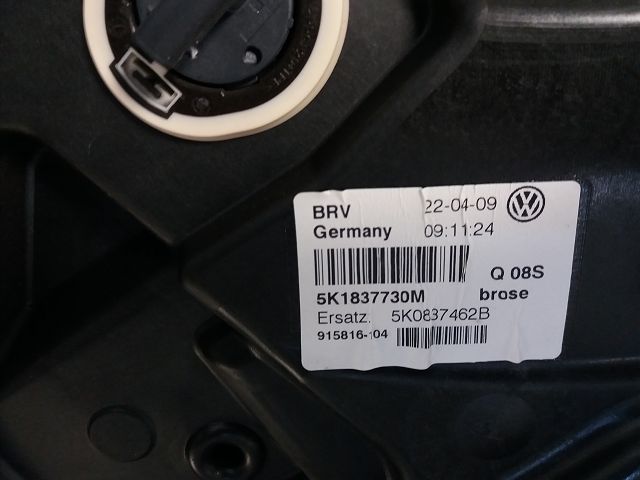 BRV 22-04-09
Germany 09:11:24
Q 08S
5K1837730M brose
Ersatz. 5K0837462B
915816-104